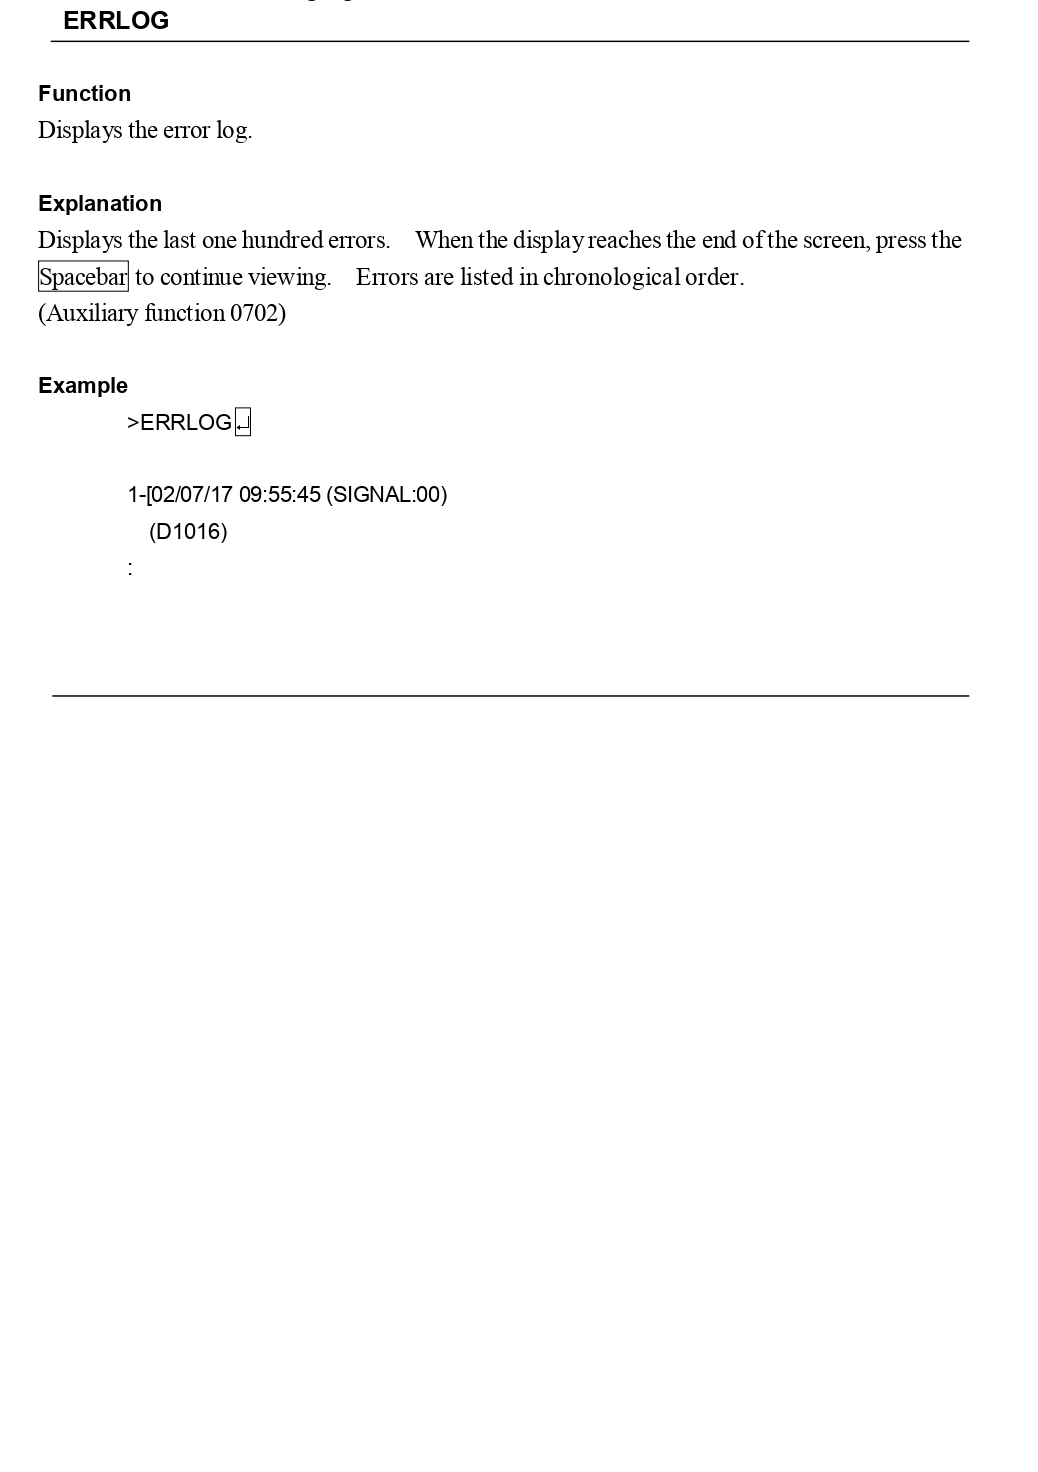 ERRLOG
Function
Displays the error log.
Explanation
Displays the last one hundred errors. When the display reaches the end of the screen, press the
Spacebar to continue viewing. Errors are listed in chronological order.
(Auxiliary function 0702)
Example
>ERRLOG↵
1-[02/07/17 09:55:45 (SIGNAL:00)
(D1016)
: